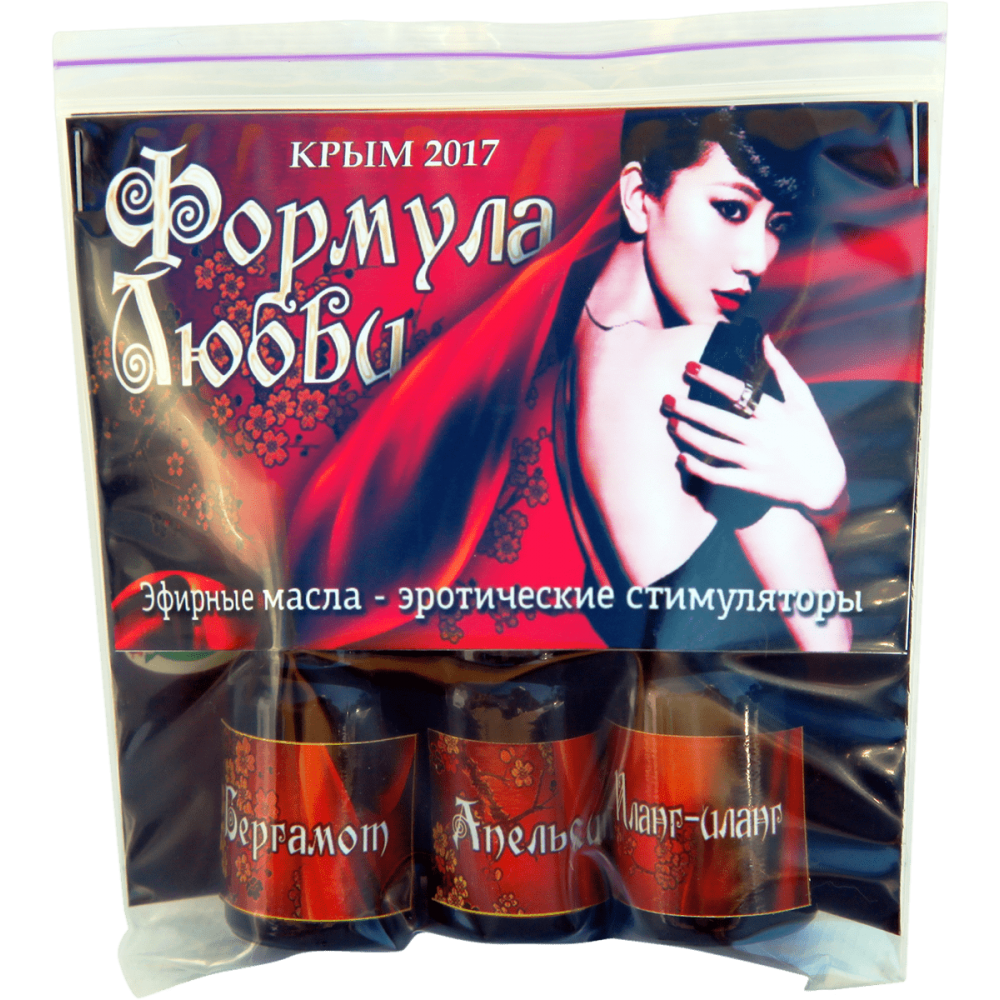 КРЫМ 2017
Формула
Любви
Эфирные масла - эротические стимуляторы
Бергамот
Апельси
Иланг-иланг